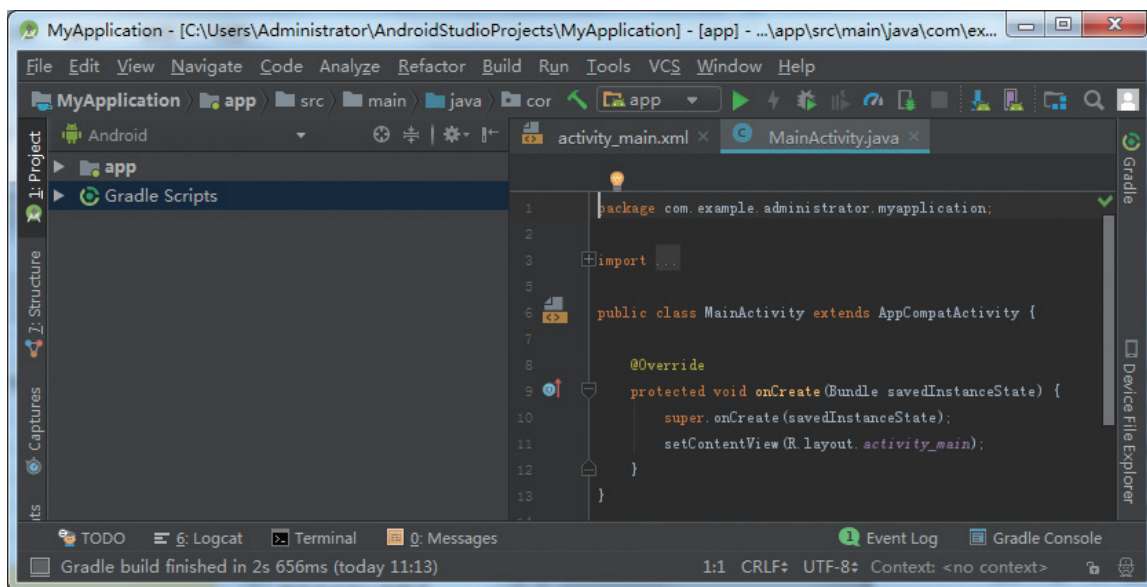 MyApplication - [C:\Users\Administrator\AndroidStudioProjects\MyApplication] - [app] - ...\app\src\main\java\com\ex...
File Edit View Navigate Code Analyze Refactor Build Run Tools VCS Window Help
MyApplication app src main java cor app
1: Project
7: Structure
Captures
Android
app
Gradle Scripts
activity_main.xml MainActivity.java
1 package com.example.administrator.myapplication;
2
3 import ...
5
6 public class MainActivity extends AppCompatActivity {
7
8 @Override
9 protected void onCreate(Bundle savedInstanceState) {
10 super.onCreate(savedInstanceState);
11 setContentView(R.layout.activity_main);
12 }
13 }
Gradle
Device File Explorer
TODO 6: Logcat Terminal 0: Messages 1 Event Log Gradle Console
Gradle build finished in 2s 656ms (today 11:13) 1:1 CRLF UTF-8 Context: <no context>